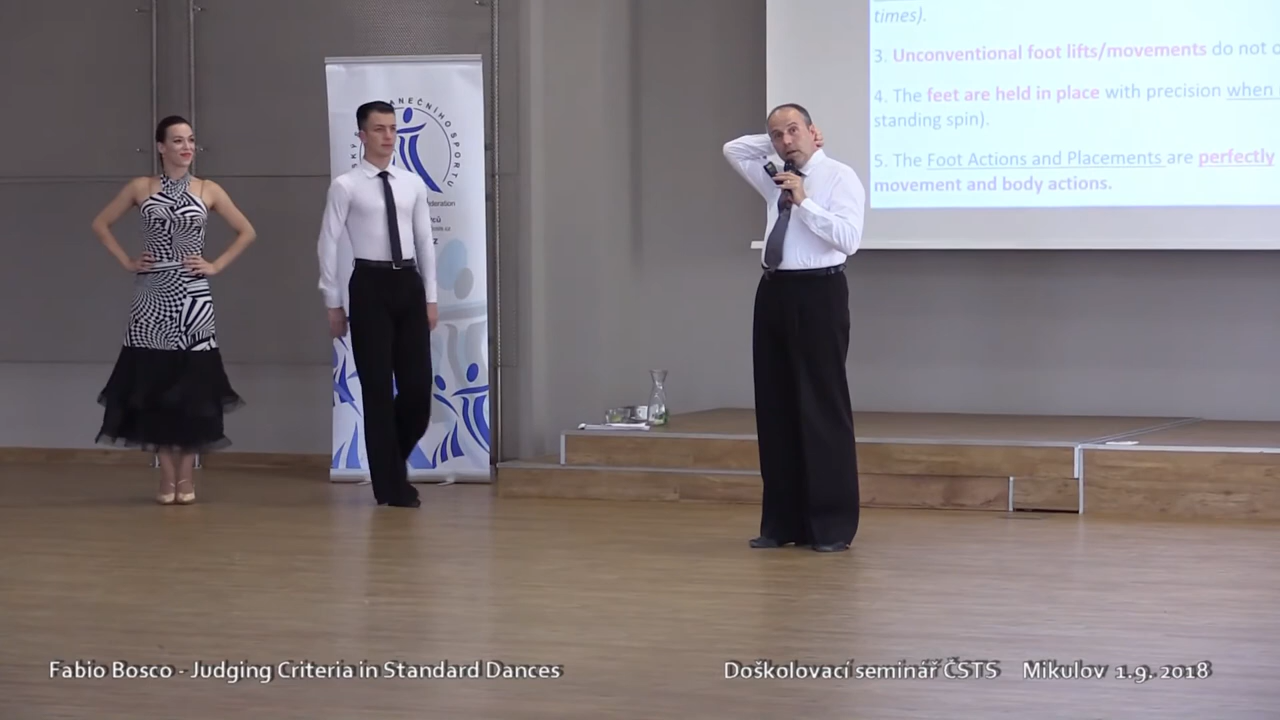 times).
3. Unconventional foot lifts/movements do not
4. The feet are held in place with precision when
standing spin).
5. The Foot Actions and Placements are perfectly
movement and body actions.
ANEČNÍHO SPORTU
Fabio Bosco - Judging Criteria in Standard Dances
Doškolovací seminář ČSTS Mikulov 1.9.2018